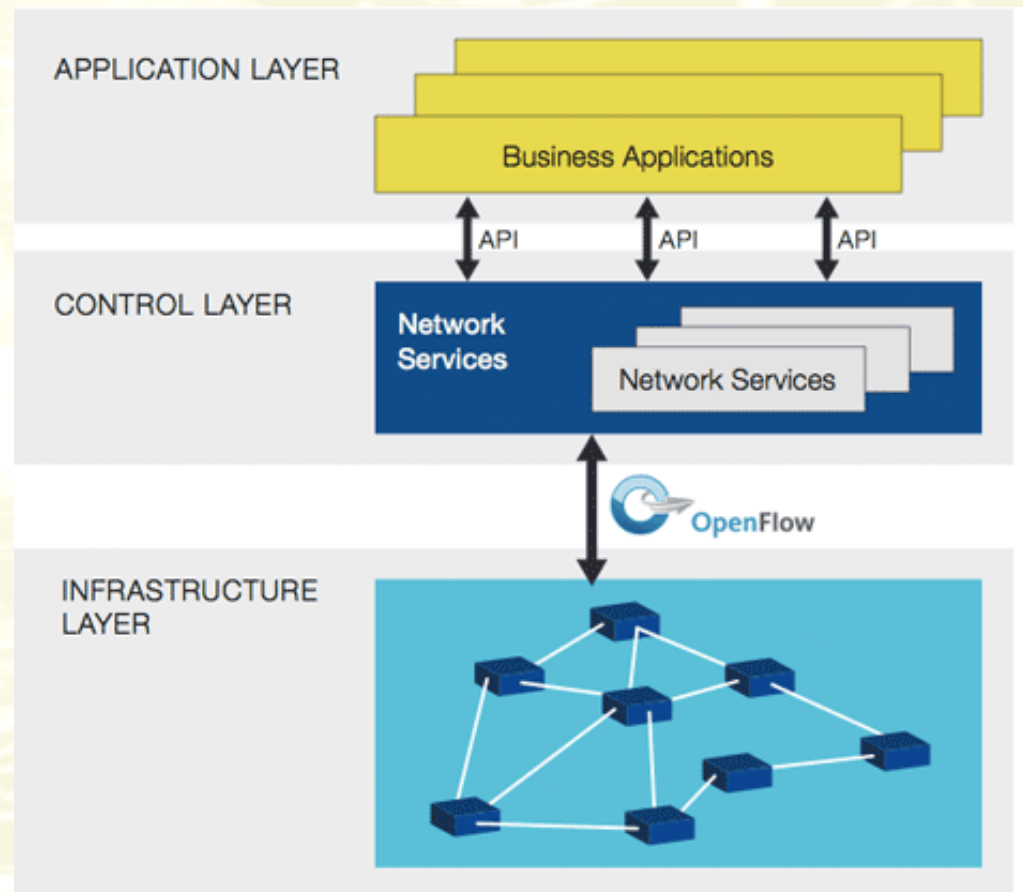 APPLICATION LAYER
Business Applications
API
API
API
CONTROL LAYER
Network
Services
Network Services
OpenFlow
INFRASTRUCTURE
LAYER